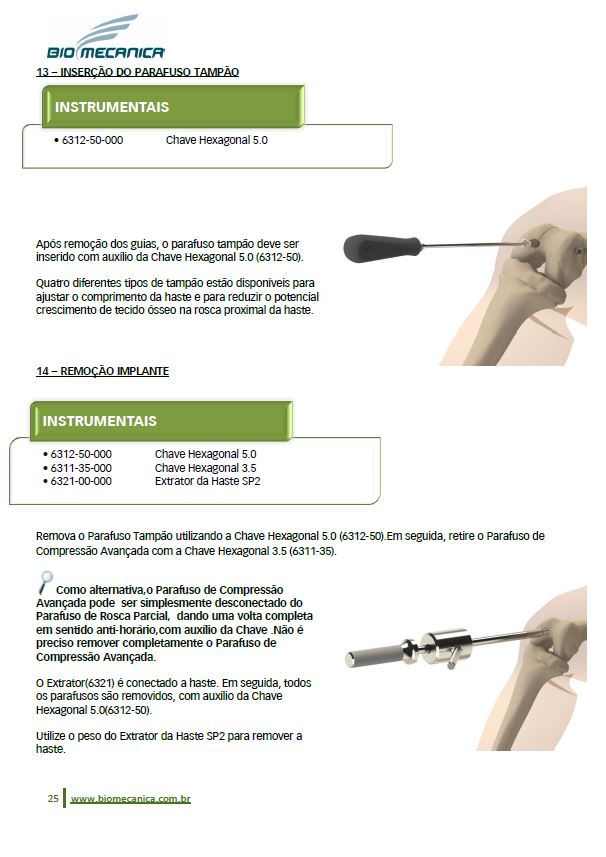 BIOMECANICA
13 – INSERÇÃO DO PARAFUSO TAMPÃO
INSTRUMENTAIS
• 6312-50-000 Chave Hexagonal 5.0
Após remoção dos guias, o parafuso tampão deve ser
inserido com auxílio da Chave Hexagonal 5.0 (6312-50).
Quatro diferentes tipos de tampão estão disponíveis para
ajustar o comprimento da haste e para reduzir o potencial
crescimento de tecido ósseo na rosca proximal da haste.
14 – REMOÇÃO IMPLANTE
INSTRUMENTAIS
• 6312-50-000 Chave Hexagonal 5.0
• 6311-35-000 Chave Hexagonal 3.5
• 6321-00-000 Extrator da Haste SP2
Remova o Parafuso Tampão utilizando a Chave Hexagonal 5.0 (6312-50).Em seguida, retire o Parafuso de
Compressão Avançada com a Chave Hexagonal 3.5 (6311-35).
Como alternativa,o Parafuso de Compressão
Avançada pode ser simplesmente desconectado do
Parafuso de Rosca Parcial, dando uma volta completa
em sentido anti-horário,com auxílio da Chave .Não é
preciso remover completamente o Parafuso de
Compressão Avançada.
O Extrator(6321) é conectado a haste. Em seguida, todos
os parafusos são removidos, com auxílio da Chave
Hexagonal 5.0(6312-50).
Utilize o peso do Extrator da Haste SP2 para remover a
haste.
25 www.biomecanica.com.br